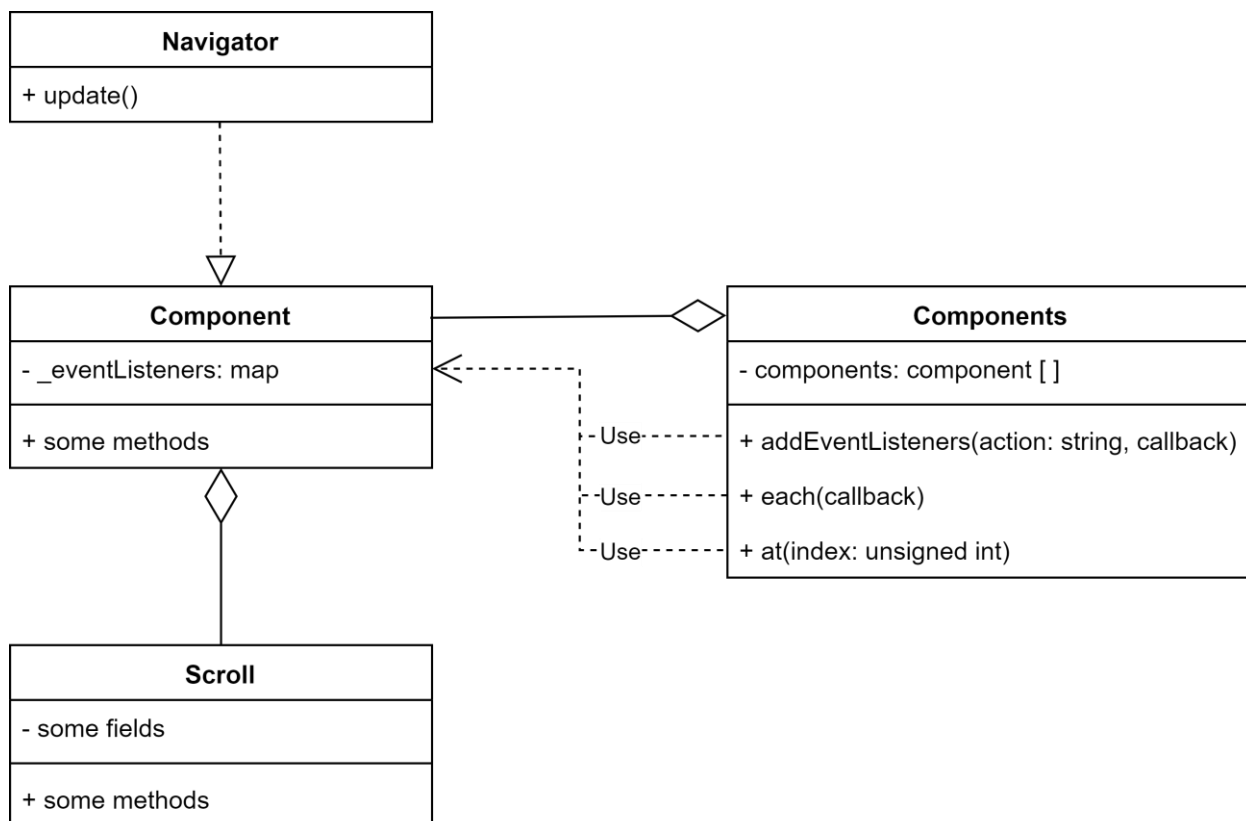 Navigator
+ update()
Component
- _eventListeners: map
+ some methods
Components
- components: component [ ]
+ addEventListeners(action: string, callback)
+ each(callback)
+ at(index: unsigned int)
Use
Use
Use
Scroll
- some fields
+ some methods